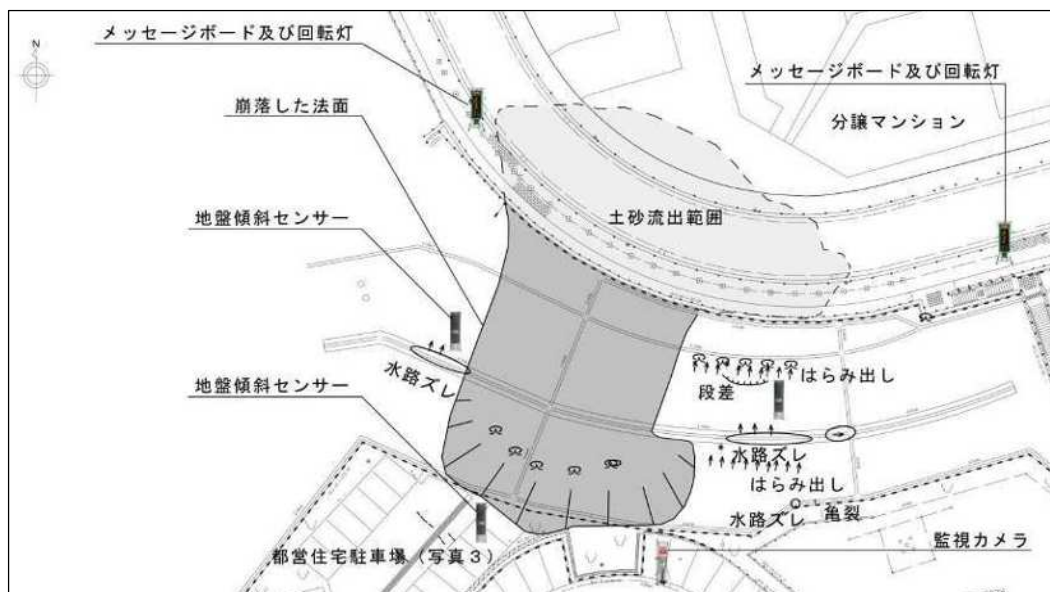 メッセージボード及び回転灯
N
メッセージボード及び回転灯
崩落した法面
分譲マンション
地盤傾斜センサー
土砂流出範囲
水路ズレ
はらみ出し
段差
地盤傾斜センサー
水路ズレ
はらみ出し
水路ズレ
亀裂
都営住宅駐車場（写真３）
監視カメラ